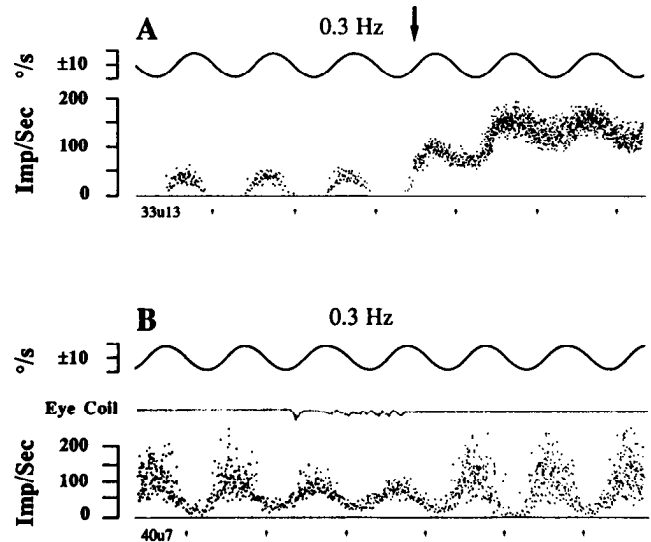 A
0.3 Hz
°/s
±10
Imp/Sec
200
100
0
33u13
B
0.3 Hz
°/s
±10
Eye Coil
Imp/Sec
200
100
0
40u7